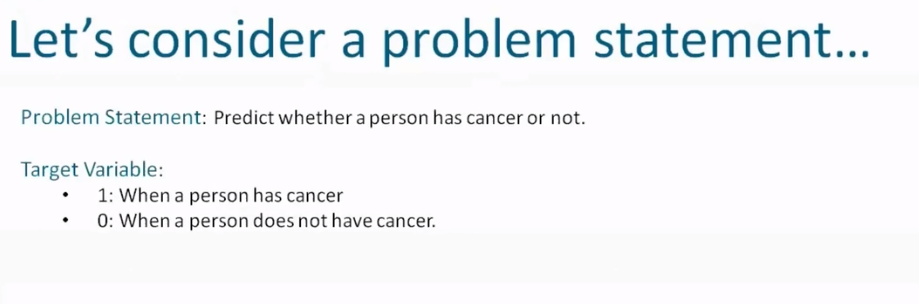 Let's consider a problem statement...
Problem Statement: Predict whether a person has cancer or not.
Target Variable:
• 1: When a person has cancer
• 0: When a person does not have cancer.